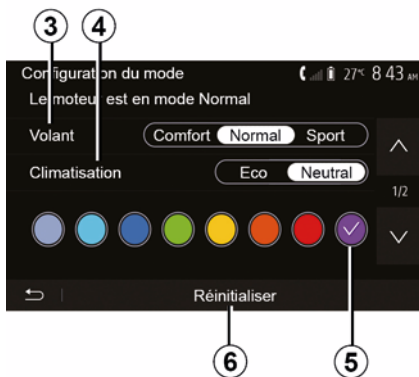 3 4
Configuration du mode 27°C 8 43 AM
Le moteur est en mode Normal
Volant Comfort Normal Sport
Climatisation Eco Neutral
1/2
Réinitialiser
6 5